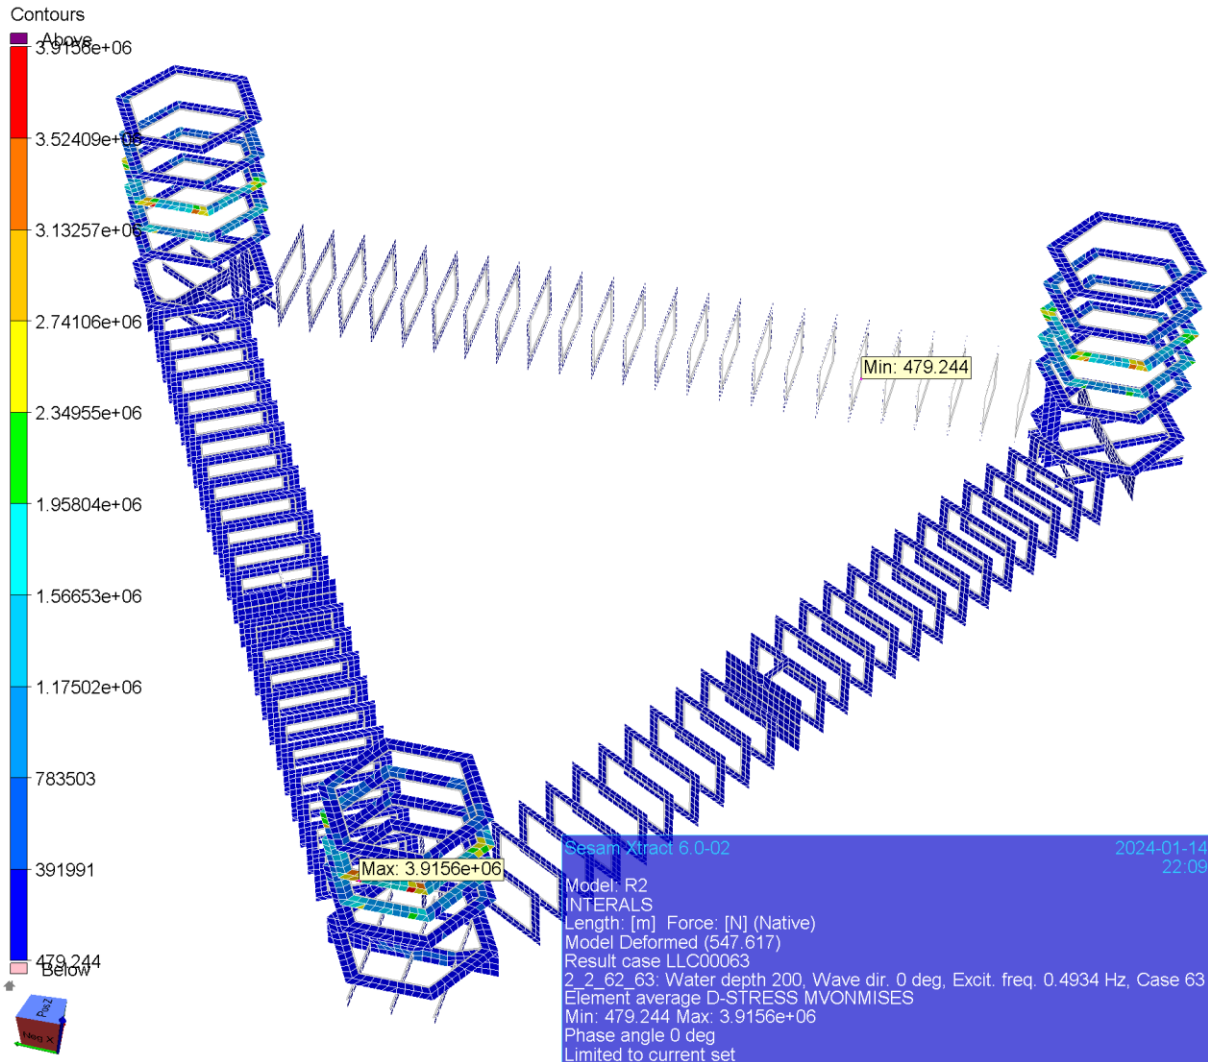 Contours
Above
3.9156e+06
3.52409e+06
3.13257e+06
2.74106e+06
2.34955e+06
1.95804e+06
1.56653e+06
1.17502e+06
783503
391991
479.244
Below
Min: 479.244
Max: 3.9156e+06
Pos Z
Neg X
Sesam Xtract 6.0-02 2024-01-14
22:09
Model: R2
INTERALS
Length: [m] Force: [N] (Native)
Model Deformed (547.617)
Result case LLC00063
2_2_62_63: Water depth 200, Wave dir. 0 deg, Excit. freq. 0.4934 Hz, Case 63
Element average D-STRESS MVONMISES
Min: 479.244 Max: 3.9156e+06
Phase angle 0 deg
Limited to current set